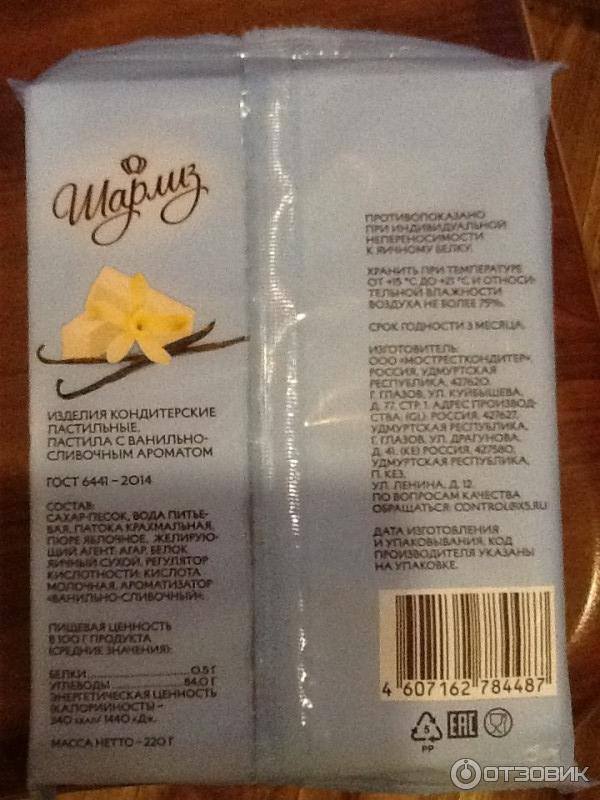 Шарлиз
ИЗДЕЛИЯ КОНДИТЕРСКИЕ
ПАСТИЛЬНЫЕ.
ПАСТИЛА С ВАНИЛЬНО-
СЛИВОЧНЫМ АРОМАТОМ
ГОСТ 6441 - 2014
СОСТАВ:
САХАР-ПЕСОК, ВОДА ПИТЬЕ-
ВАЯ, ПАТОКА КРАХМАЛЬНАЯ,
ПЮРЕ ЯБЛОЧНОЕ, ЖЕЛИРУЮ-
ЩИЙ АГЕНТ: АГАР, БЕЛОК
ЯИЧНЫЙ СУХОЙ, РЕГУЛЯТОР
КИСЛОТНОСТИ: КИСЛОТА
МОЛОЧНАЯ, АРОМАТИЗАТОР
«ВАНИЛЬНО-СЛИВОЧНЫЙ».
ПИЩЕВАЯ ЦЕННОСТЬ
В 100 Г ПРОДУКТА
(СРЕДНИЕ ЗНАЧЕНИЯ):
БЕЛКИ 0,5 Г
УГЛЕВОДЫ 84,0 Г
ЭНЕРГЕТИЧЕСКАЯ ЦЕННОСТЬ
(КАЛОРИЙНОСТЬ) -
340 ккал/ 1440 кДж.
МАССА НЕТТО - 220 Г
ПРОТИВОПОКАЗАНО
ПРИ ИНДИВИДУАЛЬНОЙ
НЕПЕРЕНОСИМОСТИ
К ЯИЧНОМУ БЕЛКУ.
ХРАНИТЬ ПРИ ТЕМПЕРАТУРЕ
ОТ +15 °С ДО +21 °С И ОТНОСИ-
ТЕЛЬНОЙ ВЛАЖНОСТИ
ВОЗДУХА НЕ БОЛЕЕ 75%.
СРОК ГОДНОСТИ 3 МЕСЯЦА.
ИЗГОТОВИТЕЛЬ:
ООО «МОСТРЕСТКОНДИТЕР»,
РОССИЯ, УДМУРТСКАЯ
РЕСПУБЛИКА, 427620,
Г. ГЛАЗОВ, УЛ. КУЙБЫШЕВА,
Д. 77, СТР. 1. АДРЕС ПРОИЗВОД-
СТВА: (GL). РОССИЯ, 427627,
УДМУРТСКАЯ РЕСПУБЛИКА,
Г. ГЛАЗОВ, УЛ. ДРАГУНОВА,
Д. 41, (KE) РОССИЯ, 427580,
УДМУРТСКАЯ РЕСПУБЛИКА,
П. КЕЗ,
УЛ. ЛЕНИНА, Д. 12.
ПО ВОПРОСАМ КАЧЕСТВА
ОБРАЩАТЬСЯ: CONTROL@X5.RU
ДАТА ИЗГОТОВЛЕНИЯ
И УПАКОВЫВАНИЯ, КОД
ПРОИЗВОДИТЕЛЯ УКАЗАНЫ
НА УПАКОВКЕ.
4 607162 784487
5
PP
EAC
ОТЗОВИК